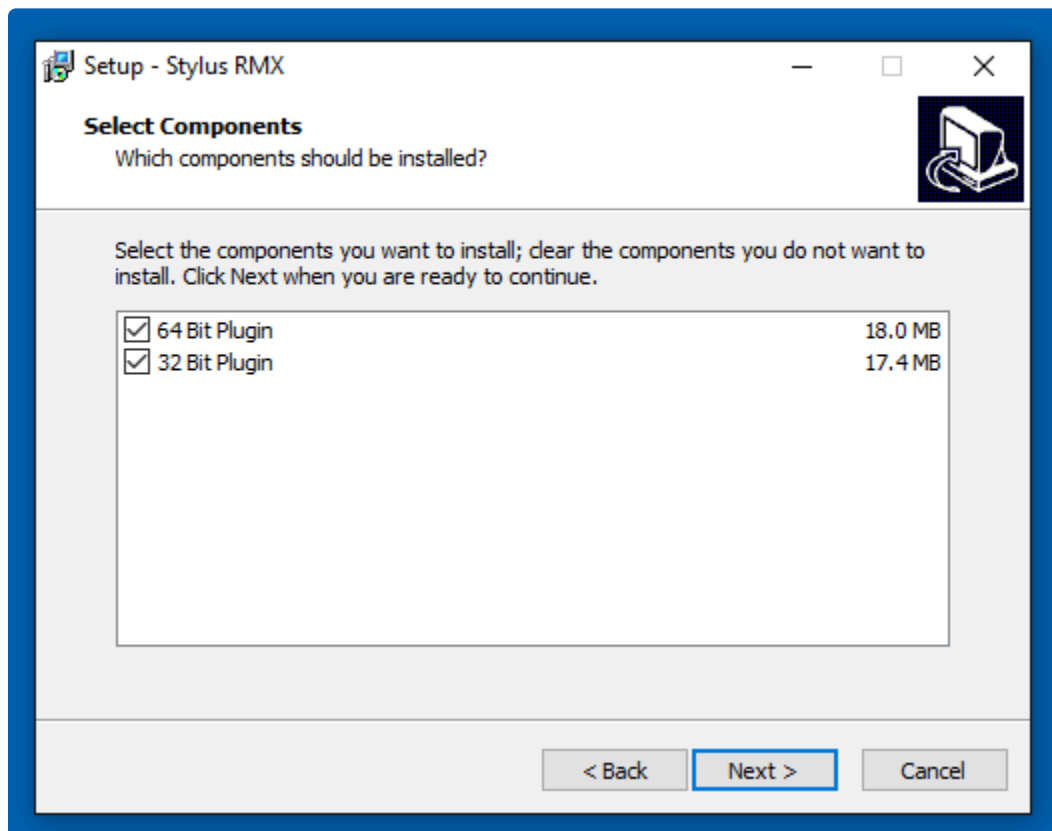 Setup - Stylus RMX
Select Components
Which components should be installed?
Select the components you want to install; clear the components you do not want to
install. Click Next when you are ready to continue.
64 Bit Plugin 18.0 MB
32 Bit Plugin 17.4 MB
< Back Next > Cancel